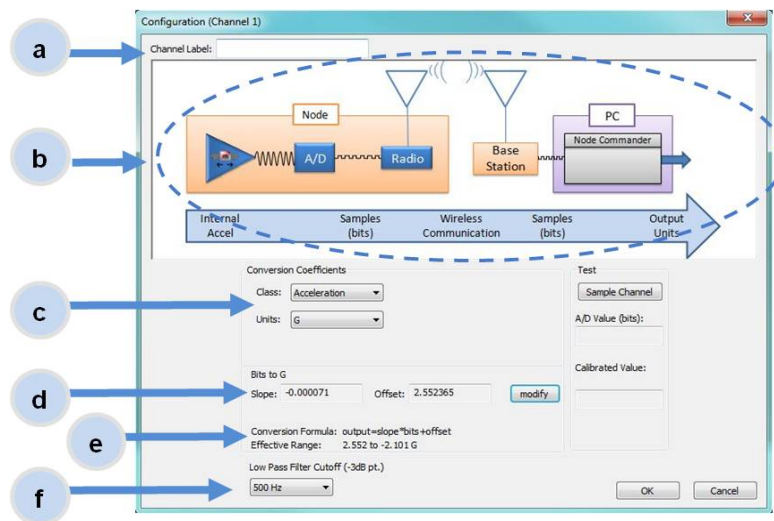 Configuration (Channel 1)
a
Channel Label:
b
Node
PC
Node Commander
A/D
Radio
Base
Station
Internal
Accel
Samples
(bits)
Wireless
Communication
Samples
(bits)
Output
Units
Conversion Coefficients
Test
c
Class: Acceleration
Sample Channel
Units: G
A/D Value (bits):
Bits to G
Calibrated Value:
d
Slope: -0.000071 Offset: 2.552365 modify
e
Conversion Formula: output=slope*bits+offset
Effective Range: 2.552 to -2.101 G
Low Pass Filter Cutoff (-3dB pt.)
f
500 Hz
OK Cancel